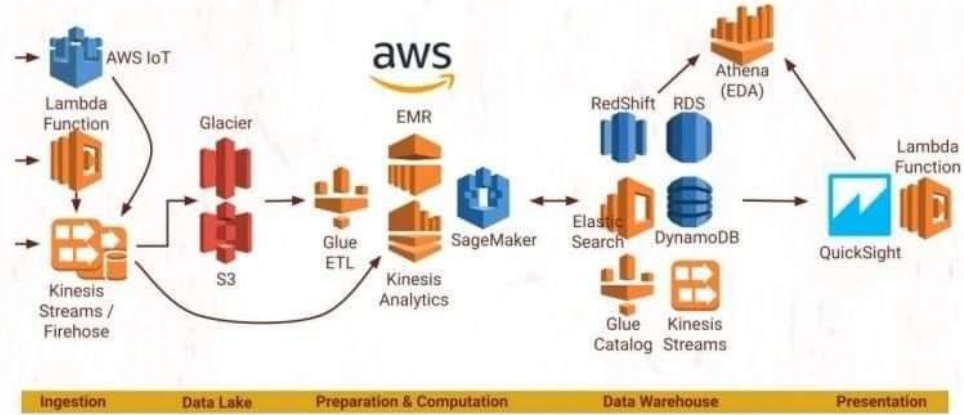 AWS IoT
Lambda
Function
Kinesis
Streams /
Firehose
Glacier
S3
aws
EMR
Glue
ETL
Kinesis
Analytics
SageMaker
RedShift
RDS
Elastic
Search
DynamoDB
Glue
Catalog
Kinesis
Streams
Athena
(EDA)
QuickSight
Lambda
Function
Ingestion
Data Lake
Preparation & Computation
Data Warehouse
Presentation